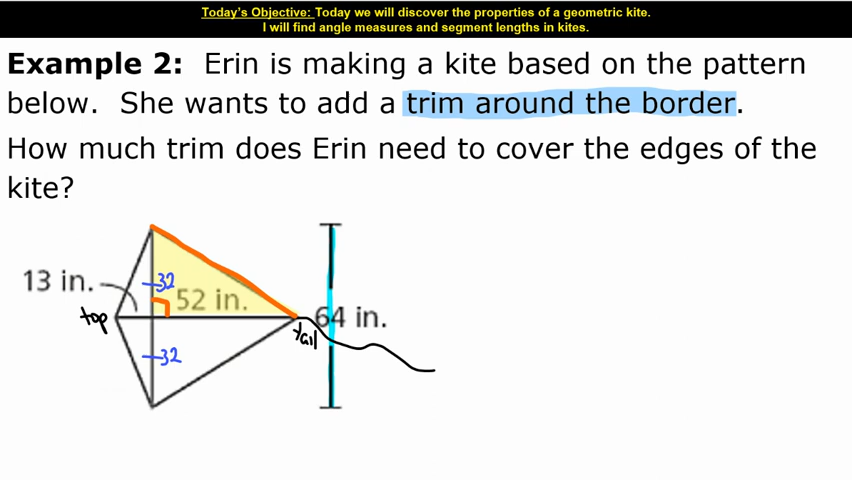 Today's Objective: Today we will discover the properties of a geometric kite.
I will find angle measures and segment lengths in kites.
Example 2: Erin is making a kite based on the pattern
below. She wants to add a trim around the border.
How much trim does Erin need to cover the edges of the
kite?
32
13 in.
52 in.
top
64 in.
tail
32